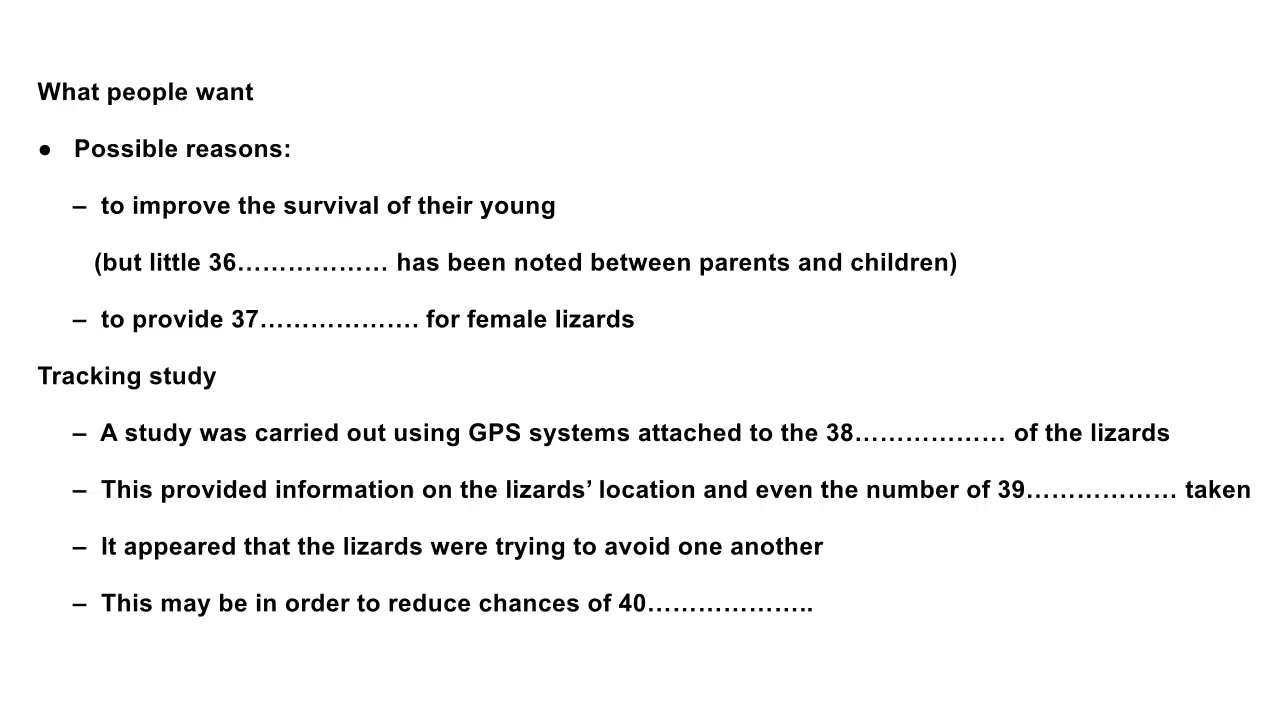 What people want
● Possible reasons:
– to improve the survival of their young
(but little 36……………… has been noted between parents and children)
– to provide 37………………. for female lizards
Tracking study
– A study was carried out using GPS systems attached to the 38……………… of the lizards
– This provided information on the lizards’ location and even the number of 39……………… taken
– It appeared that the lizards were trying to avoid one another
– This may be in order to reduce chances of 40………………..